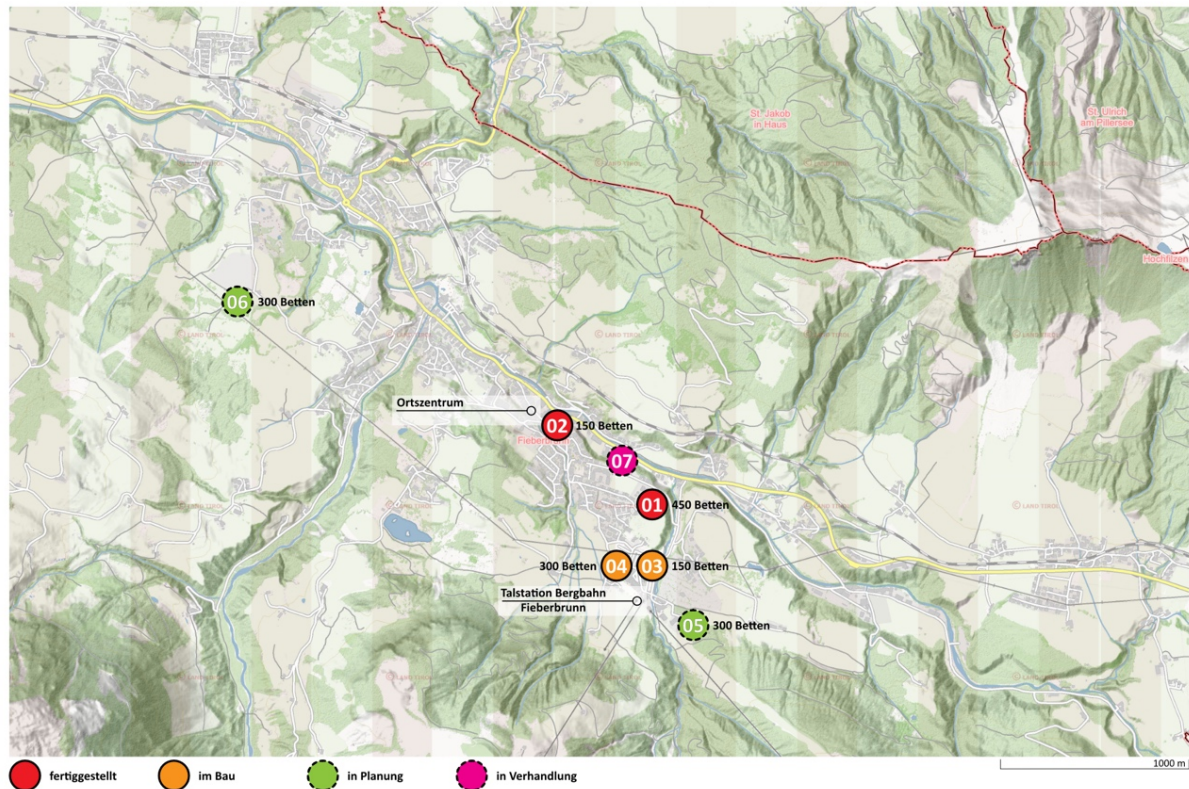 St. Jakob
in Haus
St. Ulrich
am Pillersee
© LAND TIROL
Hochfilzen
06 300 Betten
Ortszentrum
02 150 Betten
Fieberbrunn
07
01 450 Betten
300 Betten 04
03 150 Betten
Talstation Bergbahn
Fieberbrunn
05 300 Betten
fertiggestellt
im Bau
in Planung
in Verhandlung
1000 m